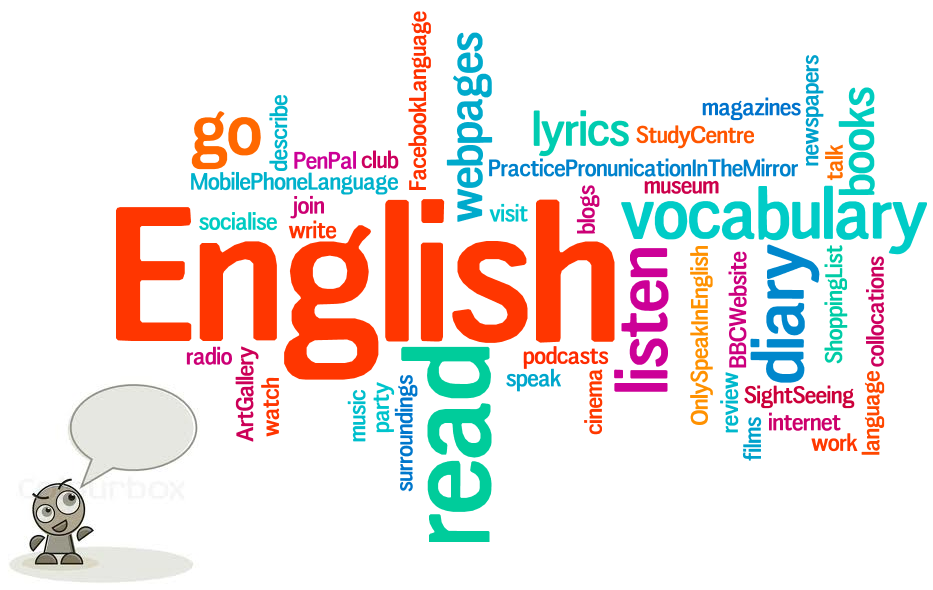 FacebookLanguage
webpages
newspapers
books
magazines
describe
go
lyrics
StudyCentre
talk
PenPal
club
PracticePronunicationInTheMirror
MobilePhoneLanguage
museum
blogs
join
visit
vocabulary
socialise
write
English
listen
OnlySpeakInEnglish
BBCWebsite
diary
ShoppingList
collocations
radio
ArtGallery
watch
read
podcasts
speak
cinema
music
party
surroundings
review
SightSeeing
language
films
internet
work
colourbox